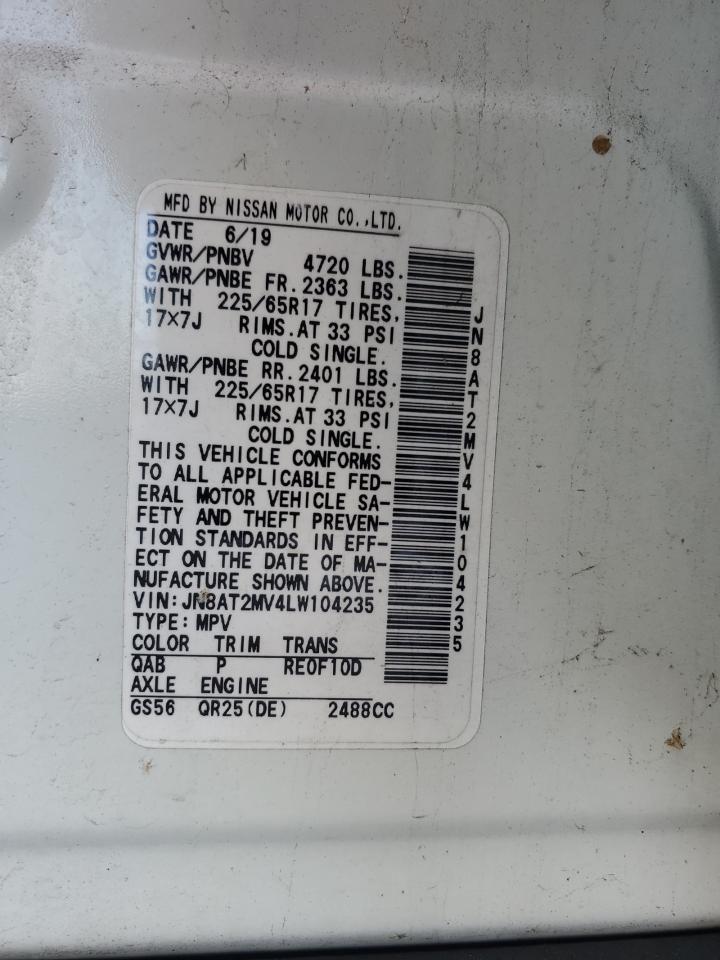 MFD BY NISSAN MOTOR CO.,LTD.
DATE 6/19
GVWR/PNBV 4720 LBS.
GAWR/PNBE FR. 2363 LBS.
WITH 225/65R17 TIRES,
17×7J RIMS.AT 33 PSI
COLD SINGLE.
GAWR/PNBE RR. 2401 LBS.
WITH 225/65R17 TIRES,
17×7J RIMS.AT 33 PSI
COLD SINGLE.
THIS VEHICLE CONFORMS
TO ALL APPLICABLE FED-
ERAL MOTOR VEHICLE SA-
FETY AND THEFT PREVEN-
TION STANDARDS IN EFF-
ECT ON THE DATE OF MA-
NUFACTURE SHOWN ABOVE.
VIN:JN8AT2MV4LW104235
TYPE:MPV
COLOR TRIM TRANS
QAB P RE0F10D
AXLE ENGINE
GS56 QR25(DE) 2488CC
JN8AT2MV4LW104235